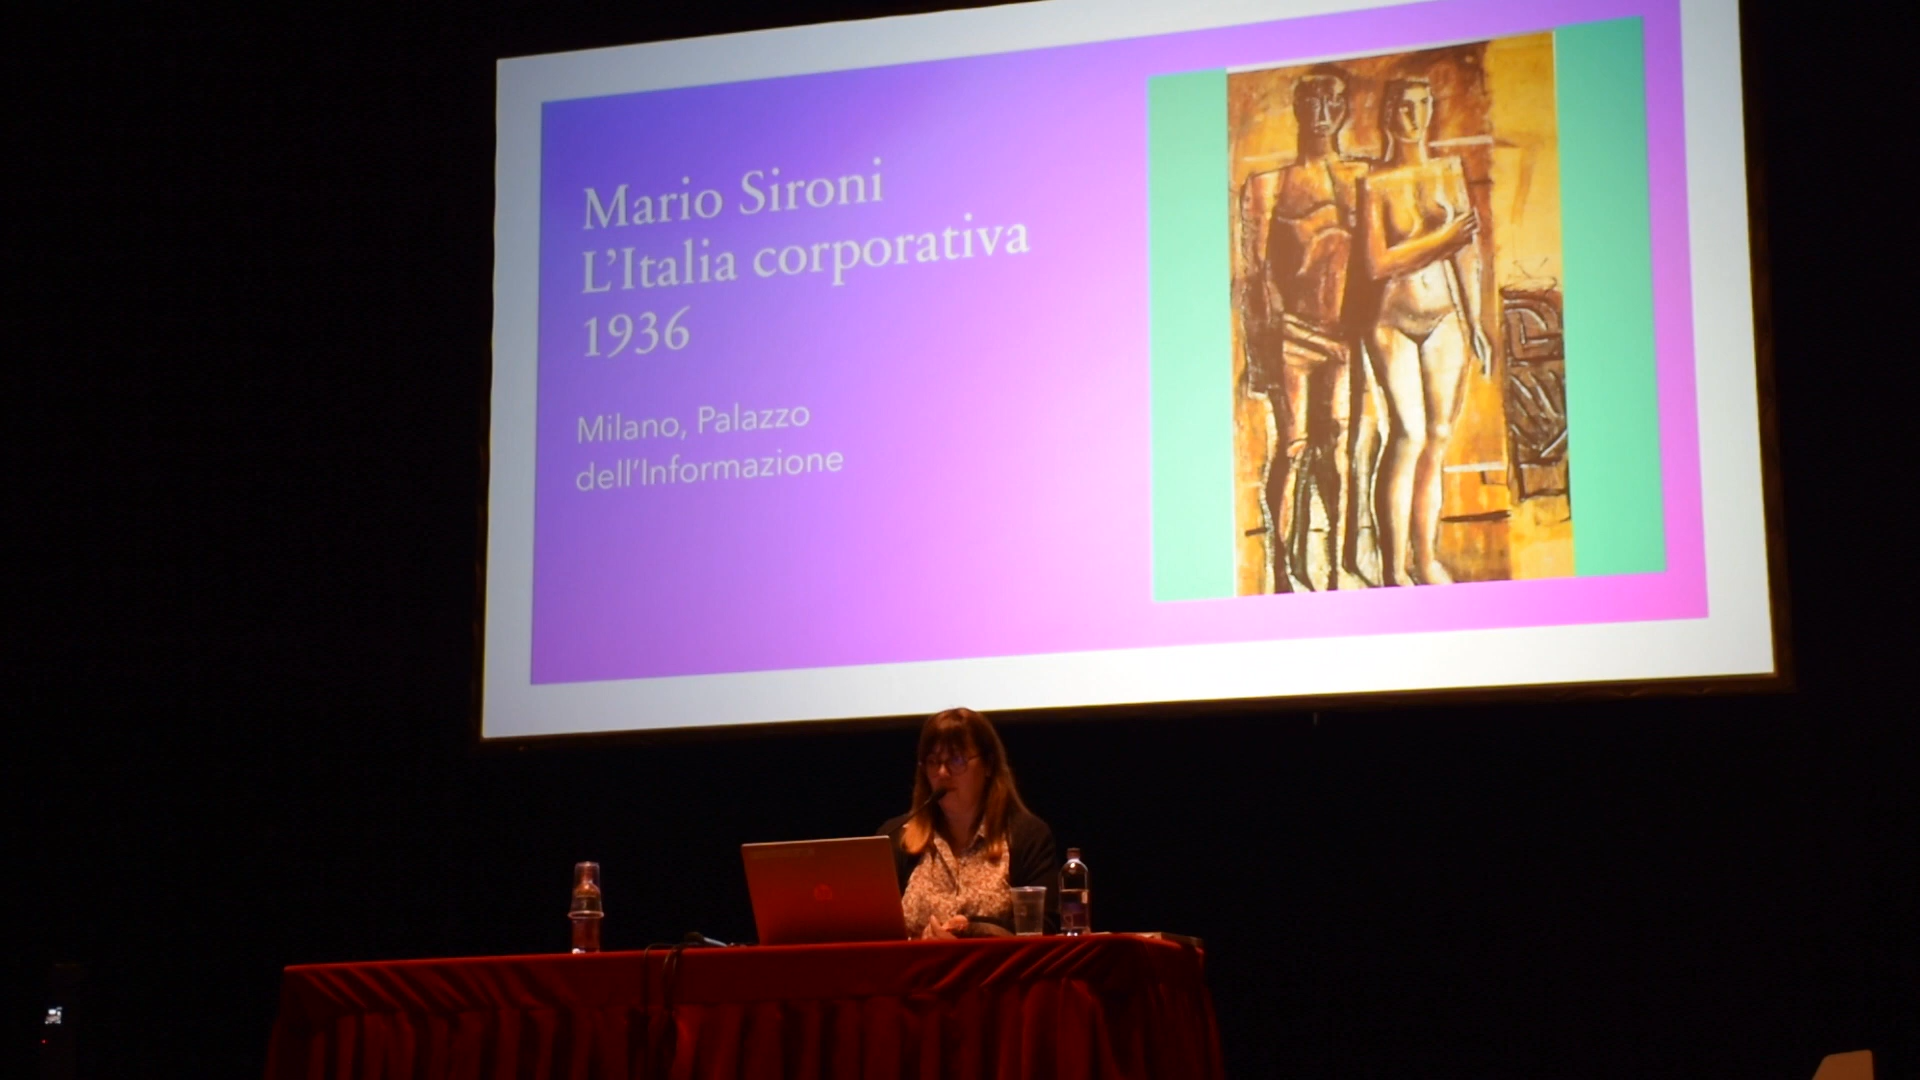 Mario Sironi
L'Italia corporativa
1936
Milano, Palazzo
dell'Informazione